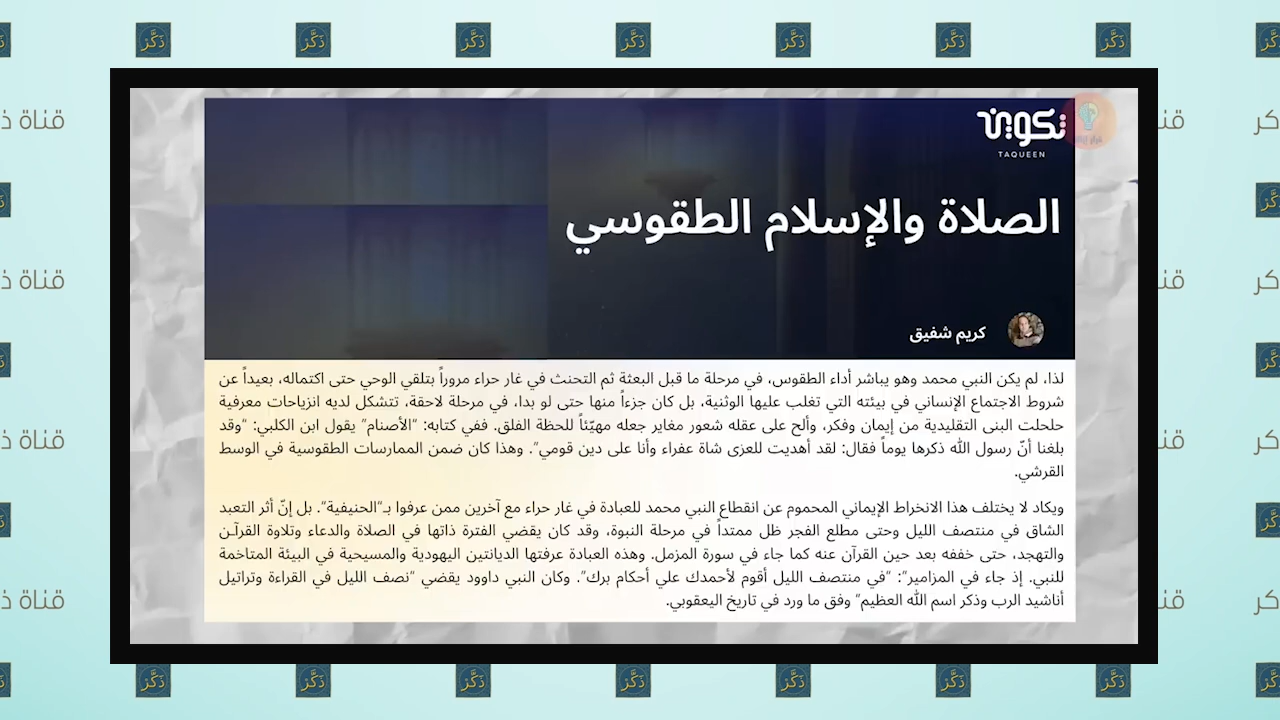 تكوين
TAQUEEN
الصلاة والإسلام الطقوسي
كريم شفيق
لذا، لم يكن النبي محمد وهو يباشر أداء الطقوس، في مرحلة ما قبل البعثة ثم التحنث في غار حراء مروراً بتلقي الوحي حتى اكتماله، بعيداً عن
شروط الاجتماع الإنساني في بيئته التي تغلب عليها الوثنية، بل كان جزءاً منها حتى لو بدا، في مرحلة لاحقة، تتشكل لديه انزياحات معرفية
حلحلت البنى التقليدية من إيمان وفكر، وألح على عقله شعور مغاير جعله مهيّئاً للحظة الفلق. ففي كتابه: “الأصنام” يقول ابن الكلبي: “وقد
بلغنا أنّ رسول الله ذكرها يوماً فقال: لقد أهديت للعزى شاة عفراء وأنا على دين قومي”. وهذا كان ضمن الممارسات الطقوسية في الوسط
القرشي.
ويكاد لا يختلف هذا الانخراط الإيماني المحموم عن انقطاع النبي محمد للعبادة في غار حراء مع آخرين ممن عرفوا بـ”الحنيفية”. بل إنّ أثر التعبد
الشاق في منتصف الليل وحتى مطلع الفجر ظل ممتداً في مرحلة النبوة، وقد كان يقضي الفترة ذاتها في الصلاة والدعاء وتلاوة القرآن
والتهجد، حتى خففه بعد حين القرآن عنه كما جاء في سورة المزمل. وهذه العبادة عرفتها الديانتين اليهودية والمسيحية في البيئة المتاخمة
للنبي. إذ جاء في المزامير”: “في منتصف الليل أقوم لأحمدك علي أحكام برك”. وكان النبي داوود يقضي “نصف الليل في القراءة وتراتيل
أناشيد الرب وذكر اسم الله العظيم” وفق ما ورد في تاريخ اليعقوبي.